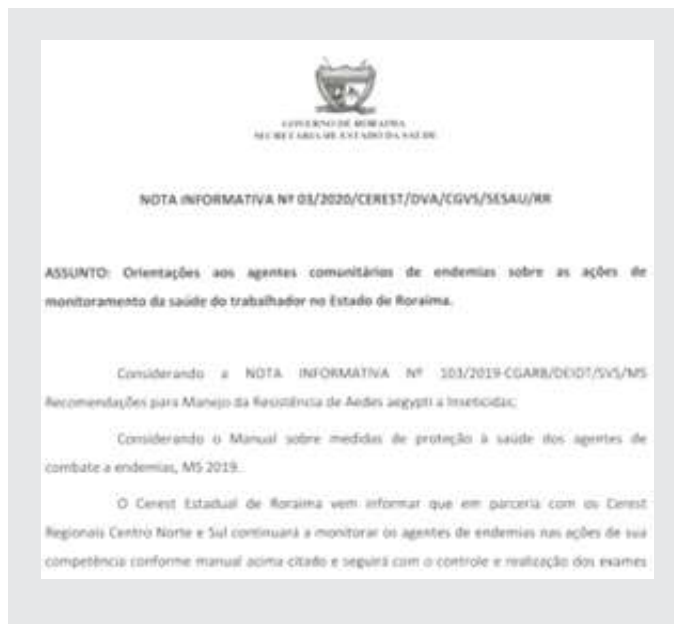 GOVERNO DE RORAIMA
SECRETARIA DE ESTADO DA SAÚDE
NOTA INFORMATIVA Nº 03/2020/CEREST/DVA/CGVS/SESAU/RR
ASSUNTO: Orientações aos agentes comunitários de endemias sobre as ações de
monitoramento da saúde do trabalhador no Estado de Roraima.
Considerando a NOTA INFORMATIVA Nº 103/2019-CGARB/DEIDT/SVS/MS
Recomendações para Manejo da Resistência de Aedes aegypti a Inseticidas;
Considerando o Manual sobre medidas de proteção à saúde dos agentes de
combate a endemias, MS 2019.
O Cerest Estadual de Roraima vem informar que em parceria com os Cerest
Regionais Centro Norte e Sul continuará a monitorar os agentes de endemias nas ações de sua
competência conforme manual acima citado e seguirá com o controle e realização dos exames